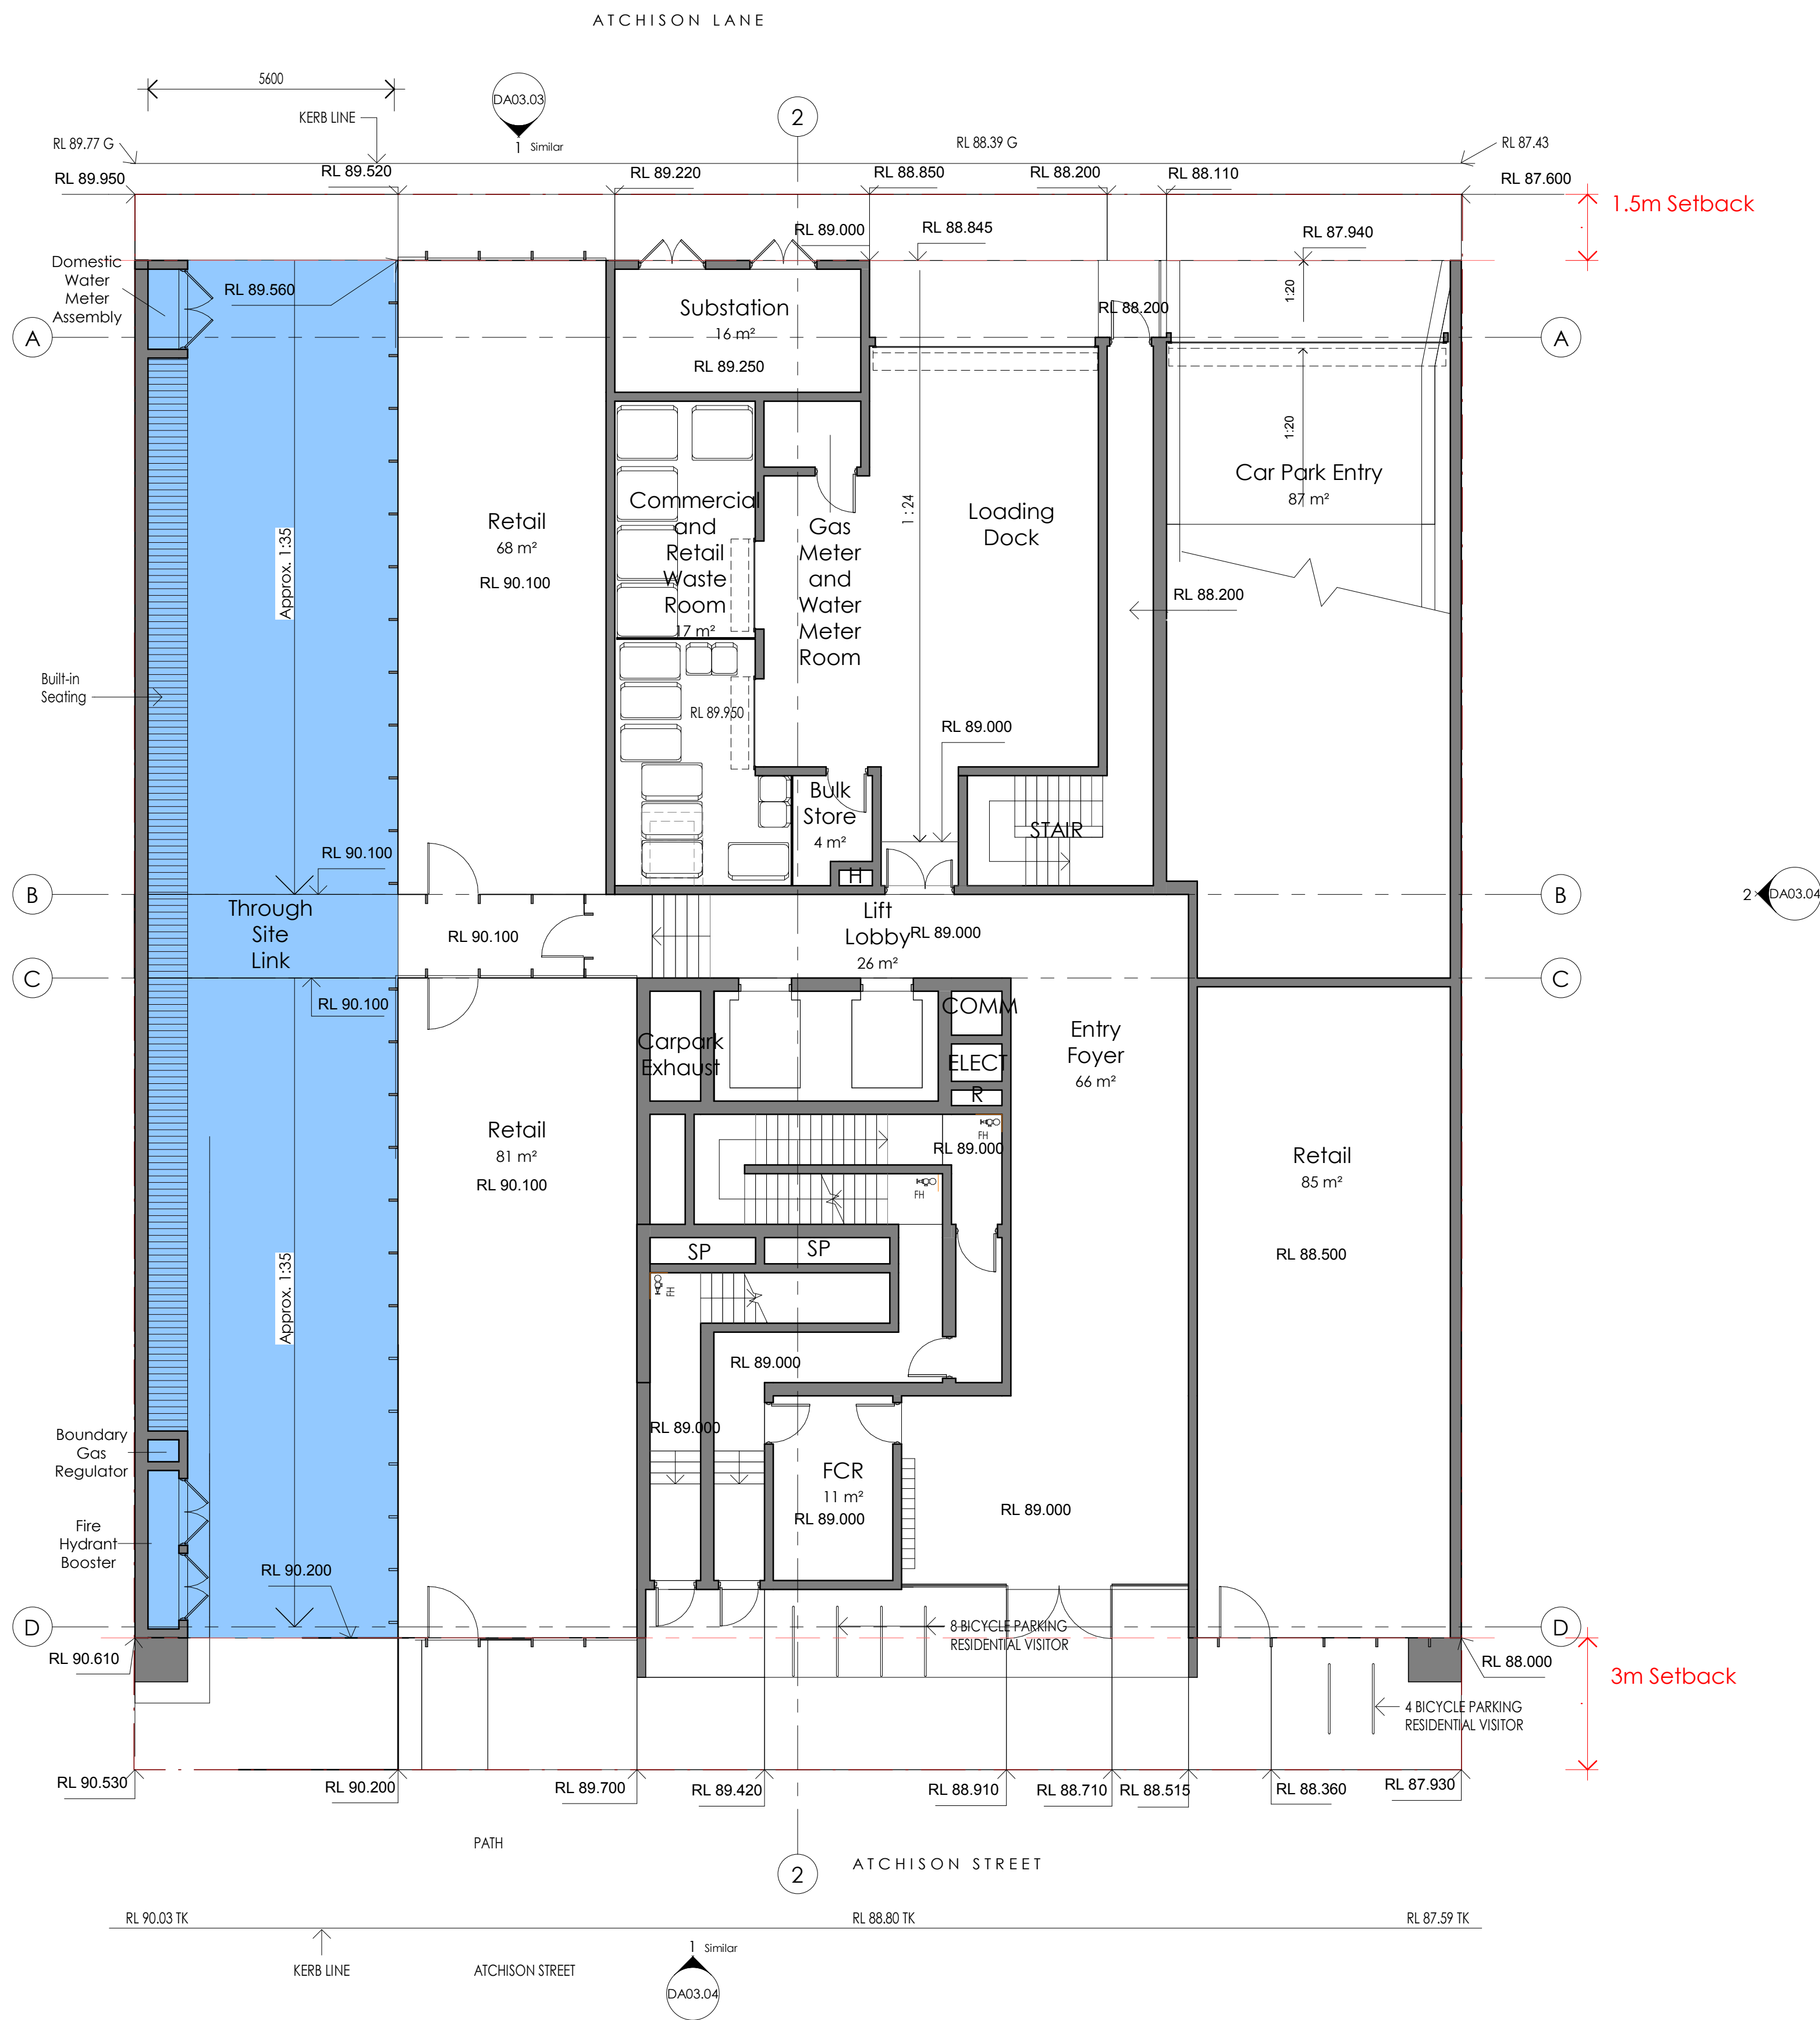 ATCHISON LANE
5600
DA03.03
1 Similar
2
KERB LINE
RL 89.77 G
RL 88.39 G
RL 87.43
RL 89.950
RL 89.520
RL 89.220
RL 88.850
RL 88.200
RL 88.110
RL 87.600
1.5m Setback
RL 89.000
RL 88.845
RL 87.940
Domestic
Water
Meter
Assembly
RL 89.560
1:20
Substation
16 m²
RL 89.250
RL 88.200
A
A
1:20
Car Park Entry
87 m²
Commercial
and
Retail
Waste
Room
17 m²
Retail
68 m²
RL 90.100
Approx. 1:35
Gas
Meter
and
Water
Meter
Room
1 : 24
Loading
Dock
RL 88.200
Built-in
Seating
RL 89.950
RL 89.000
Bulk
Store
4 m²
STAIR
H
RL 90.100
B
B
2
DA03.04
Through
Site
Link
RL 90.100
Lift
Lobby
RL 89.000
26 m²
C
C
RL 90.100
COMM
Carpark
Exhaust
ELECT
R
Entry
Foyer
66 m²
FH
RL 89.000
Retail
81 m²
RL 90.100
Retail
85 m²
RL 88.500
FH
SP
SP
FH
Approx. 1:35
RL 89.000
RL 89.000
Boundary
Gas
Regulator
FCR
11 m²
RL 89.000
RL 89.000
Fire
Hydrant
Booster
RL 90.200
D
D
8 BICYCLE PARKING
RESIDENTIAL VISITOR
RL 90.610
RL 88.000
3m Setback
4 BICYCLE PARKING
RESIDENTIAL VISITOR
RL 90.530
RL 90.200
RL 89.700
RL 89.420
RL 88.910
RL 88.710
RL 88.515
RL 88.360
RL 87.930
PATH
2
ATCHISON STREET
RL 90.03 TK
RL 88.80 TK
RL 87.59 TK
KERB LINE
ATCHISON STREET
1 Similar
DA03.04